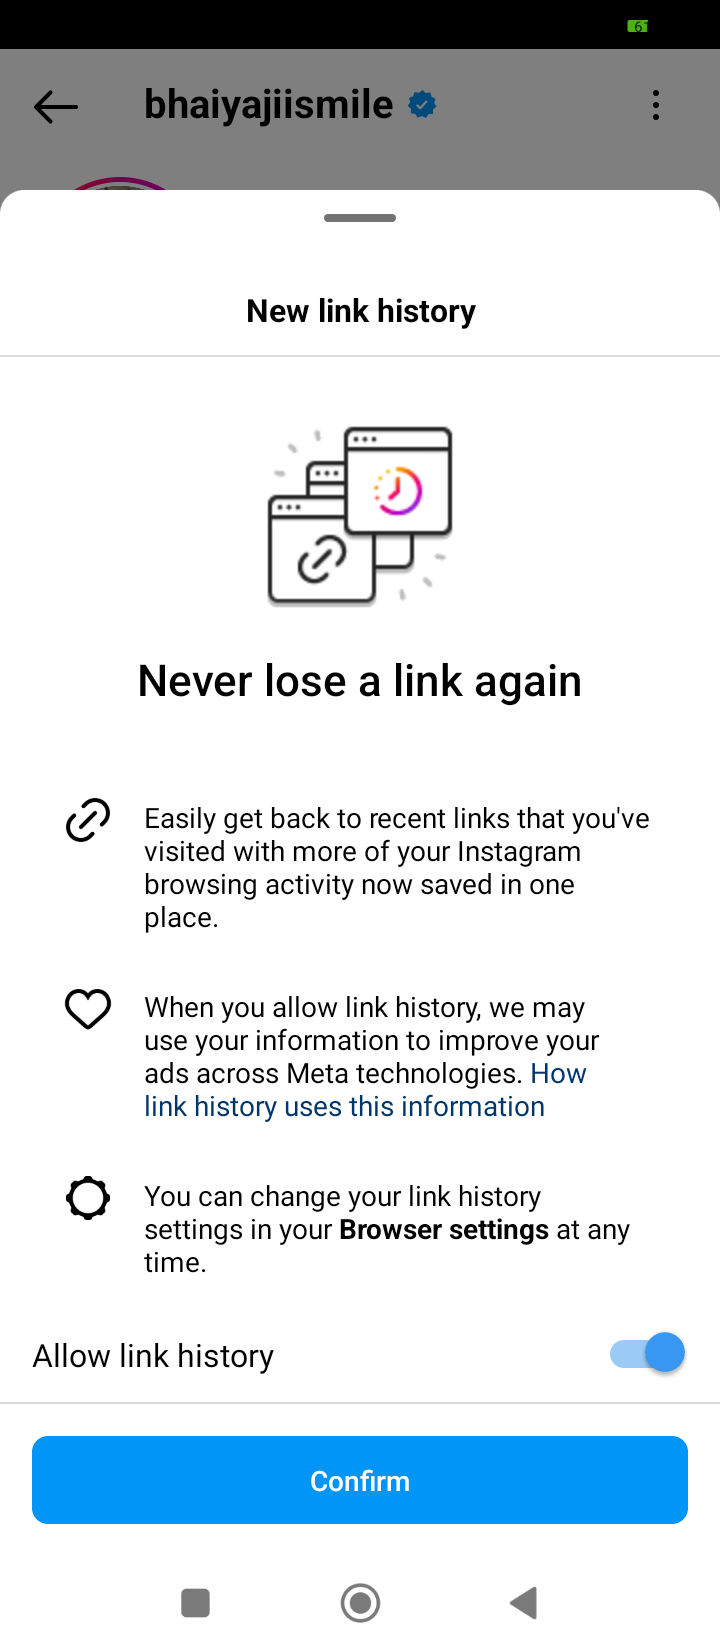 61
bhaiyajiismile
New link history
Never lose a link again
Easily get back to recent links that you've
visited with more of your Instagram
browsing activity now saved in one
place.
When you allow link history, we may
use your information to improve your
ads across Meta technologies. How
link history uses this information
You can change your link history
settings in your Browser settings at any
time.
Allow link history
Confirm